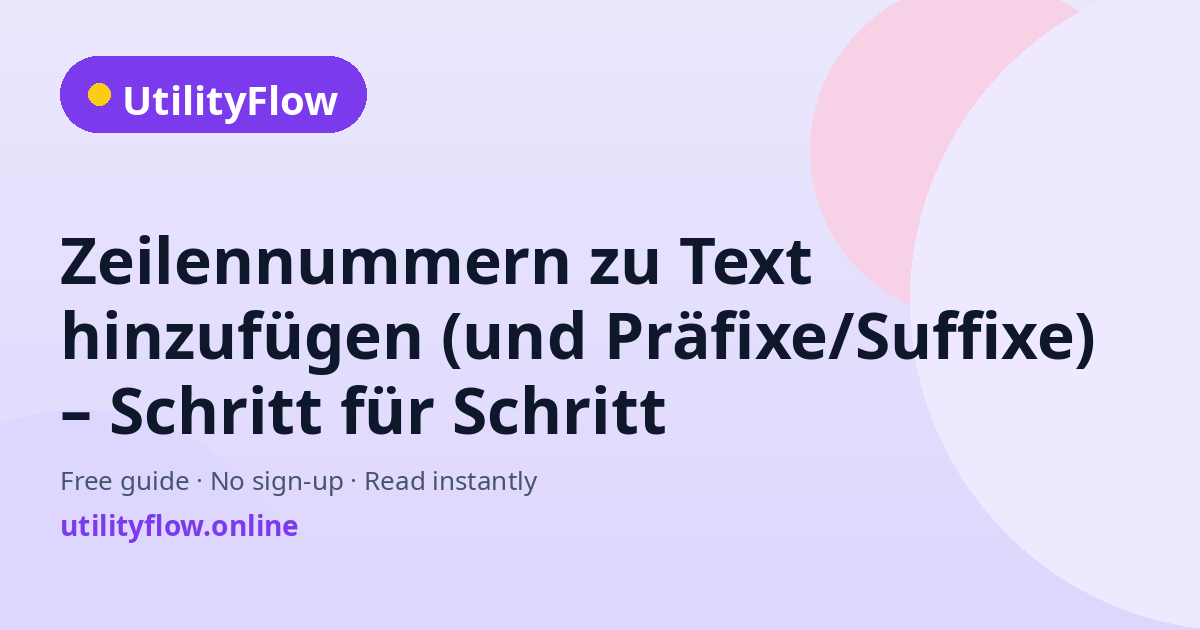 UtilityFlow
Zeilennummern zu Text
hinzufügen (und Präfixe/Suffixe)
– Schritt für Schritt
Free guide · No sign-up · Read instantly
utilityflow.online